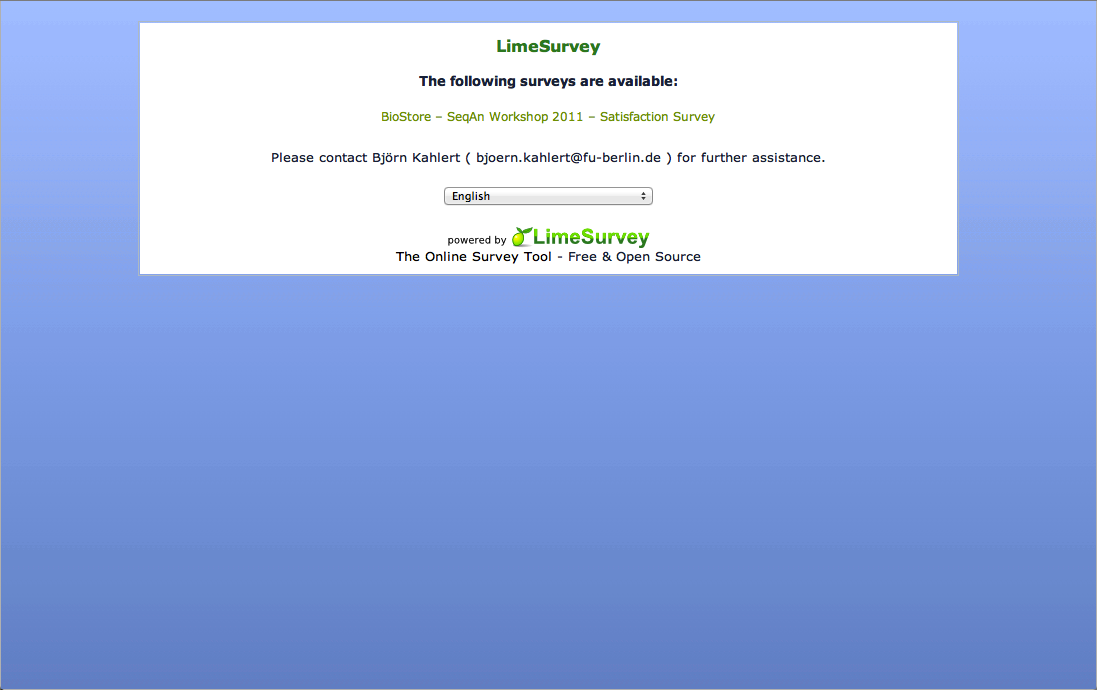 LimeSurvey
The following surveys are available:
BioStore – SeqAn Workshop 2011 – Satisfaction Survey
Please contact Björn Kahlert ( bjoern.kahlert@fu-berlin.de ) for further assistance.
English
powered by LimeSurvey
The Online Survey Tool - Free & Open Source